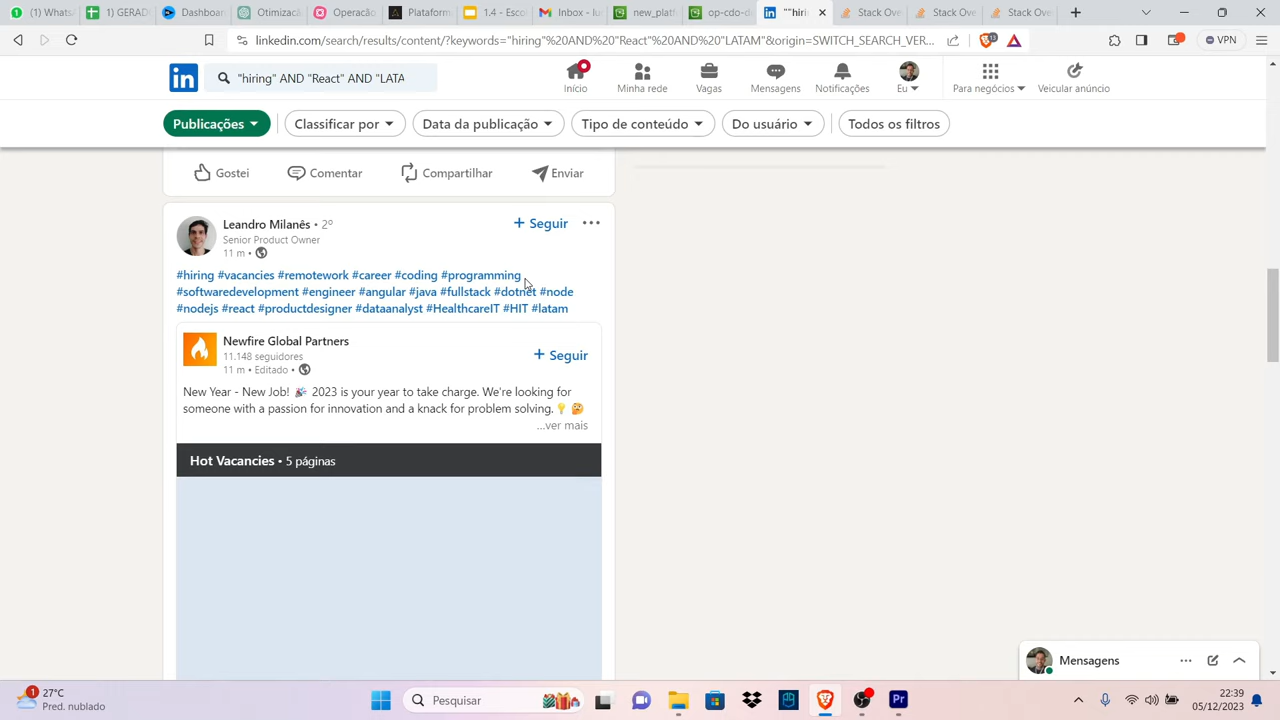 (1) Whats
(1) GERAD
Dashbo
Otimizaçã
Operacão
Plataform
1.4 - Esco
Inbox - lu
new_platf
op-cdo-da
""hirin
Stack Ove
Stack Ove
Stack Ove
linkedin.com/search/results/content/?keywords="hiring"%20AND%20"React"%20AND%20"LATAM"&origin=SWITCH_SEARCH_VER...
VPN
in
"hiring" AND "React" AND "LATA
Início
Minha rede
Vagas
Mensagens
Notificações
Eu
Para negócios
Veicular anúncio
Publicações
Classificar por
Data da publicação
Tipo de conteúdo
Do usuário
Todos os filtros
Gostei
Comentar
Compartilhar
Enviar
Leandro Milanês • 2º
Senior Product Owner
11 m •
+ Seguir
#hiring #vacancies #remotework #career #coding #programming
#softwaredevelopment #engineer #angular #java #fullstack #dotnet #node
#nodejs #react #productdesigner #dataanalyst #HealthcareIT #HIT #latam
Newfire Global Partners
11.148 seguidores
11 m • Editado •
+ Seguir
New Year - New Job! 🎉 2023 is your year to take charge. We're looking for
someone with a passion for innovation and a knack for problem solving. 💡 🤔
...ver mais
Hot Vacancies • 5 páginas
Mensagens
1
27°C
Pred. nublado
Pesquisar
Pr
22:39
05/12/2023